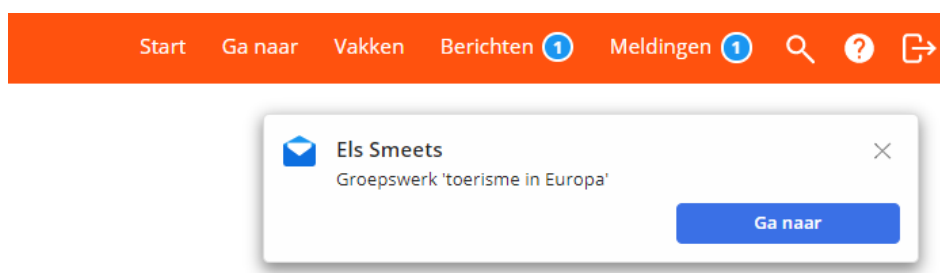 Start Ga naar Vakken Berichten 1 Meldingen 1 ?
Els Smeets
Groepswerk 'toerisme in Europa'
Ga naar